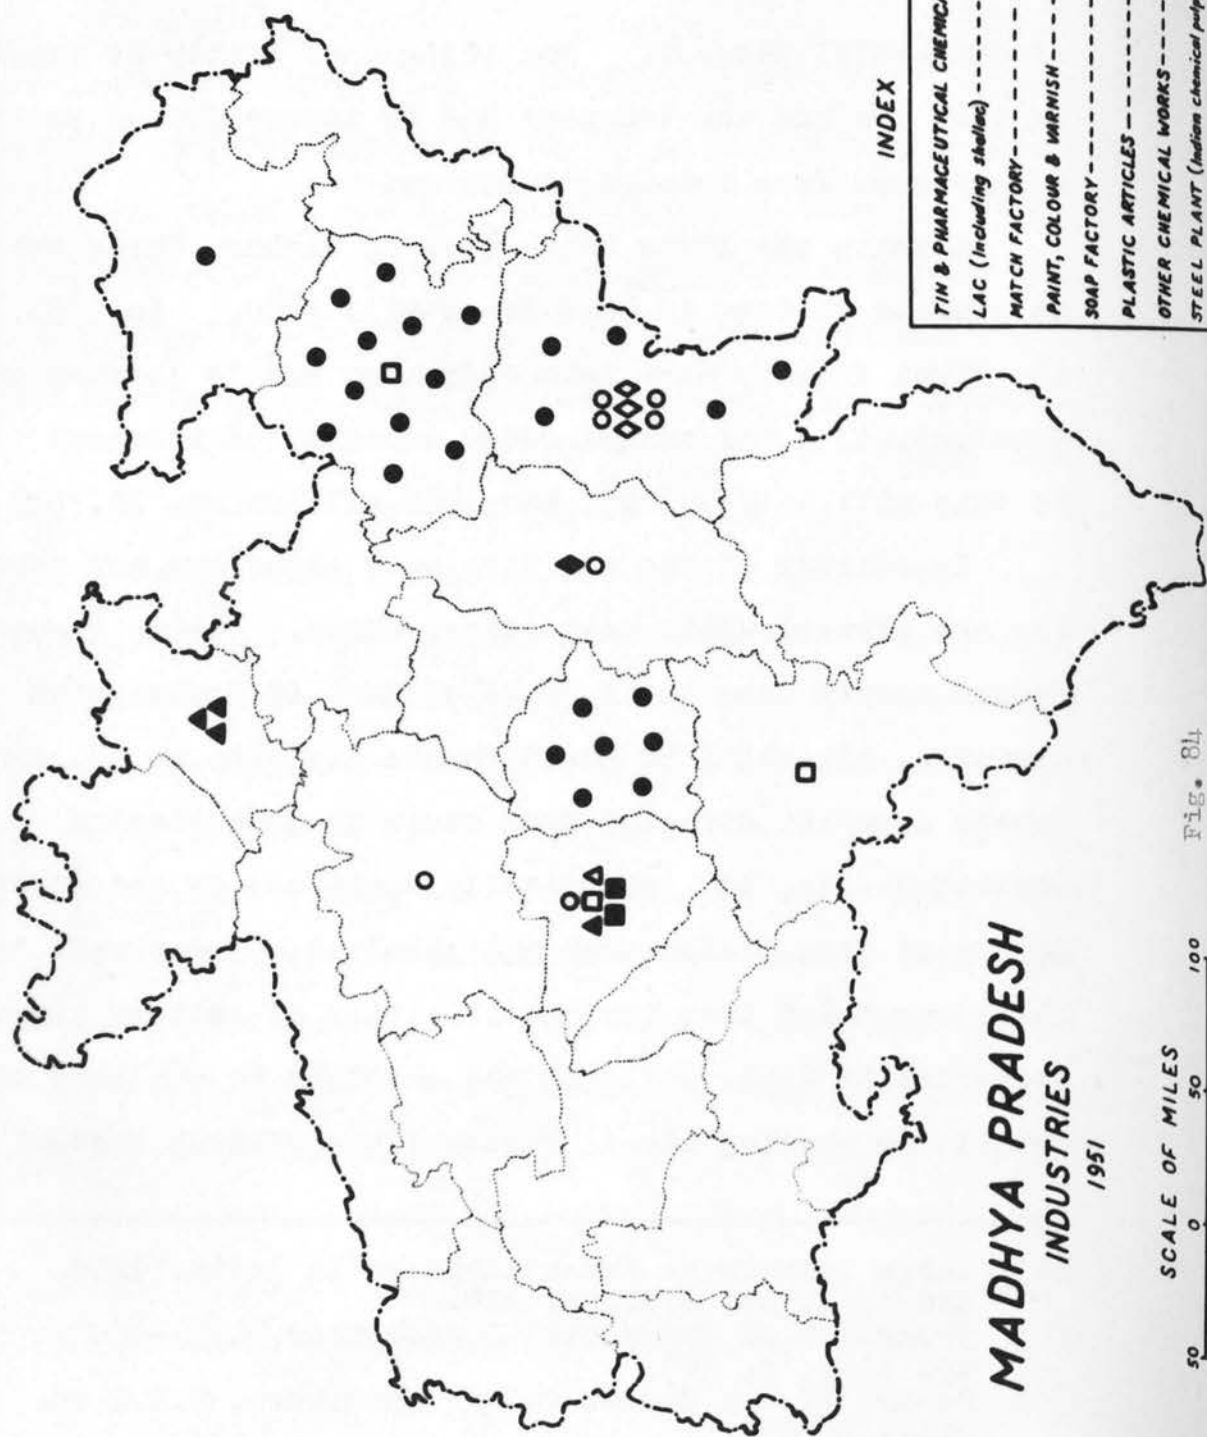 MADHYA PRADESH
INDUSTRIES
1951
SCALE OF MILES
50 0 50 100
Fig. 84
INDEX
TIN & PHARMACEUTICAL CHEMICA
LAC (Including shellac)
MATCH FACTORY
PAINT, COLOUR & VARNISH
SOAP FACTORY
PLASTIC ARTICLES
OTHER CHEMICAL WORKS
STEEL PLANT (Indian chemical pulp